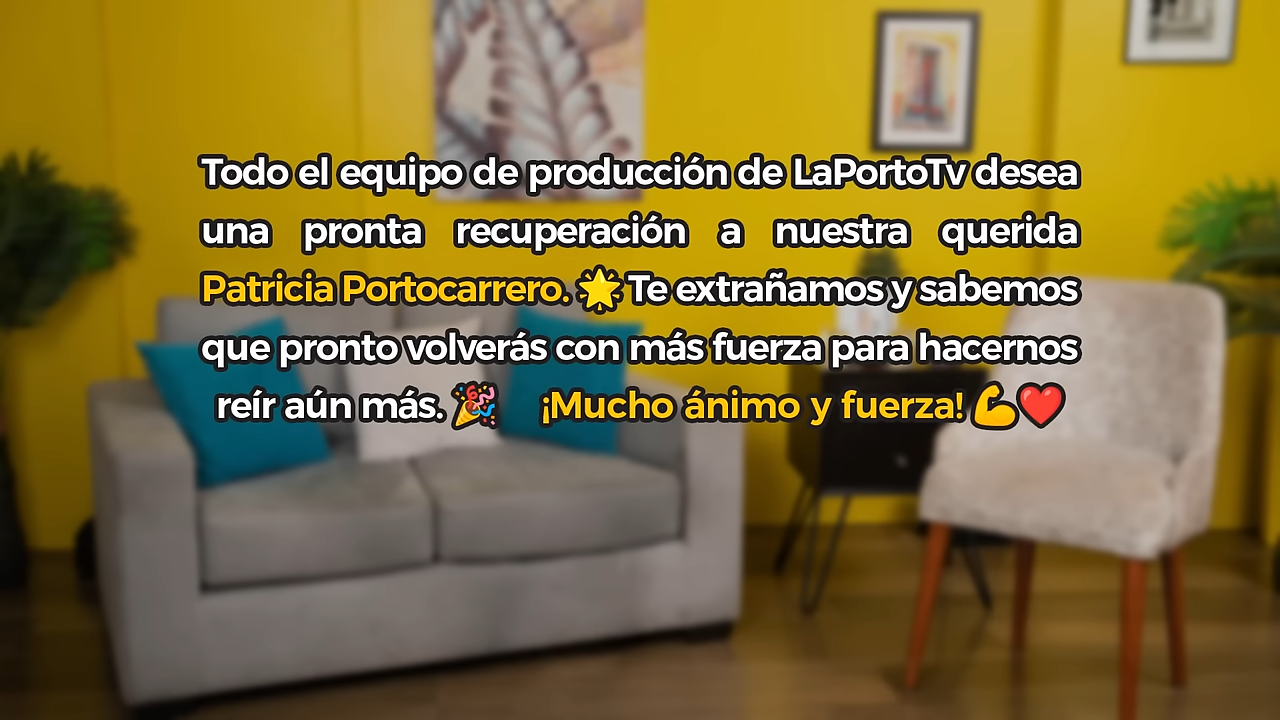 Todo el equipo de producción de LaPortoTv desea
una pronta recuperación a nuestra querida
Patricia Portocarrero. 🌟 Te extrañamos y sabemos
que pronto volverás con más fuerza para hacernos
reír aún más. 🎉 ¡Mucho ánimo y fuerza! 💪❤️